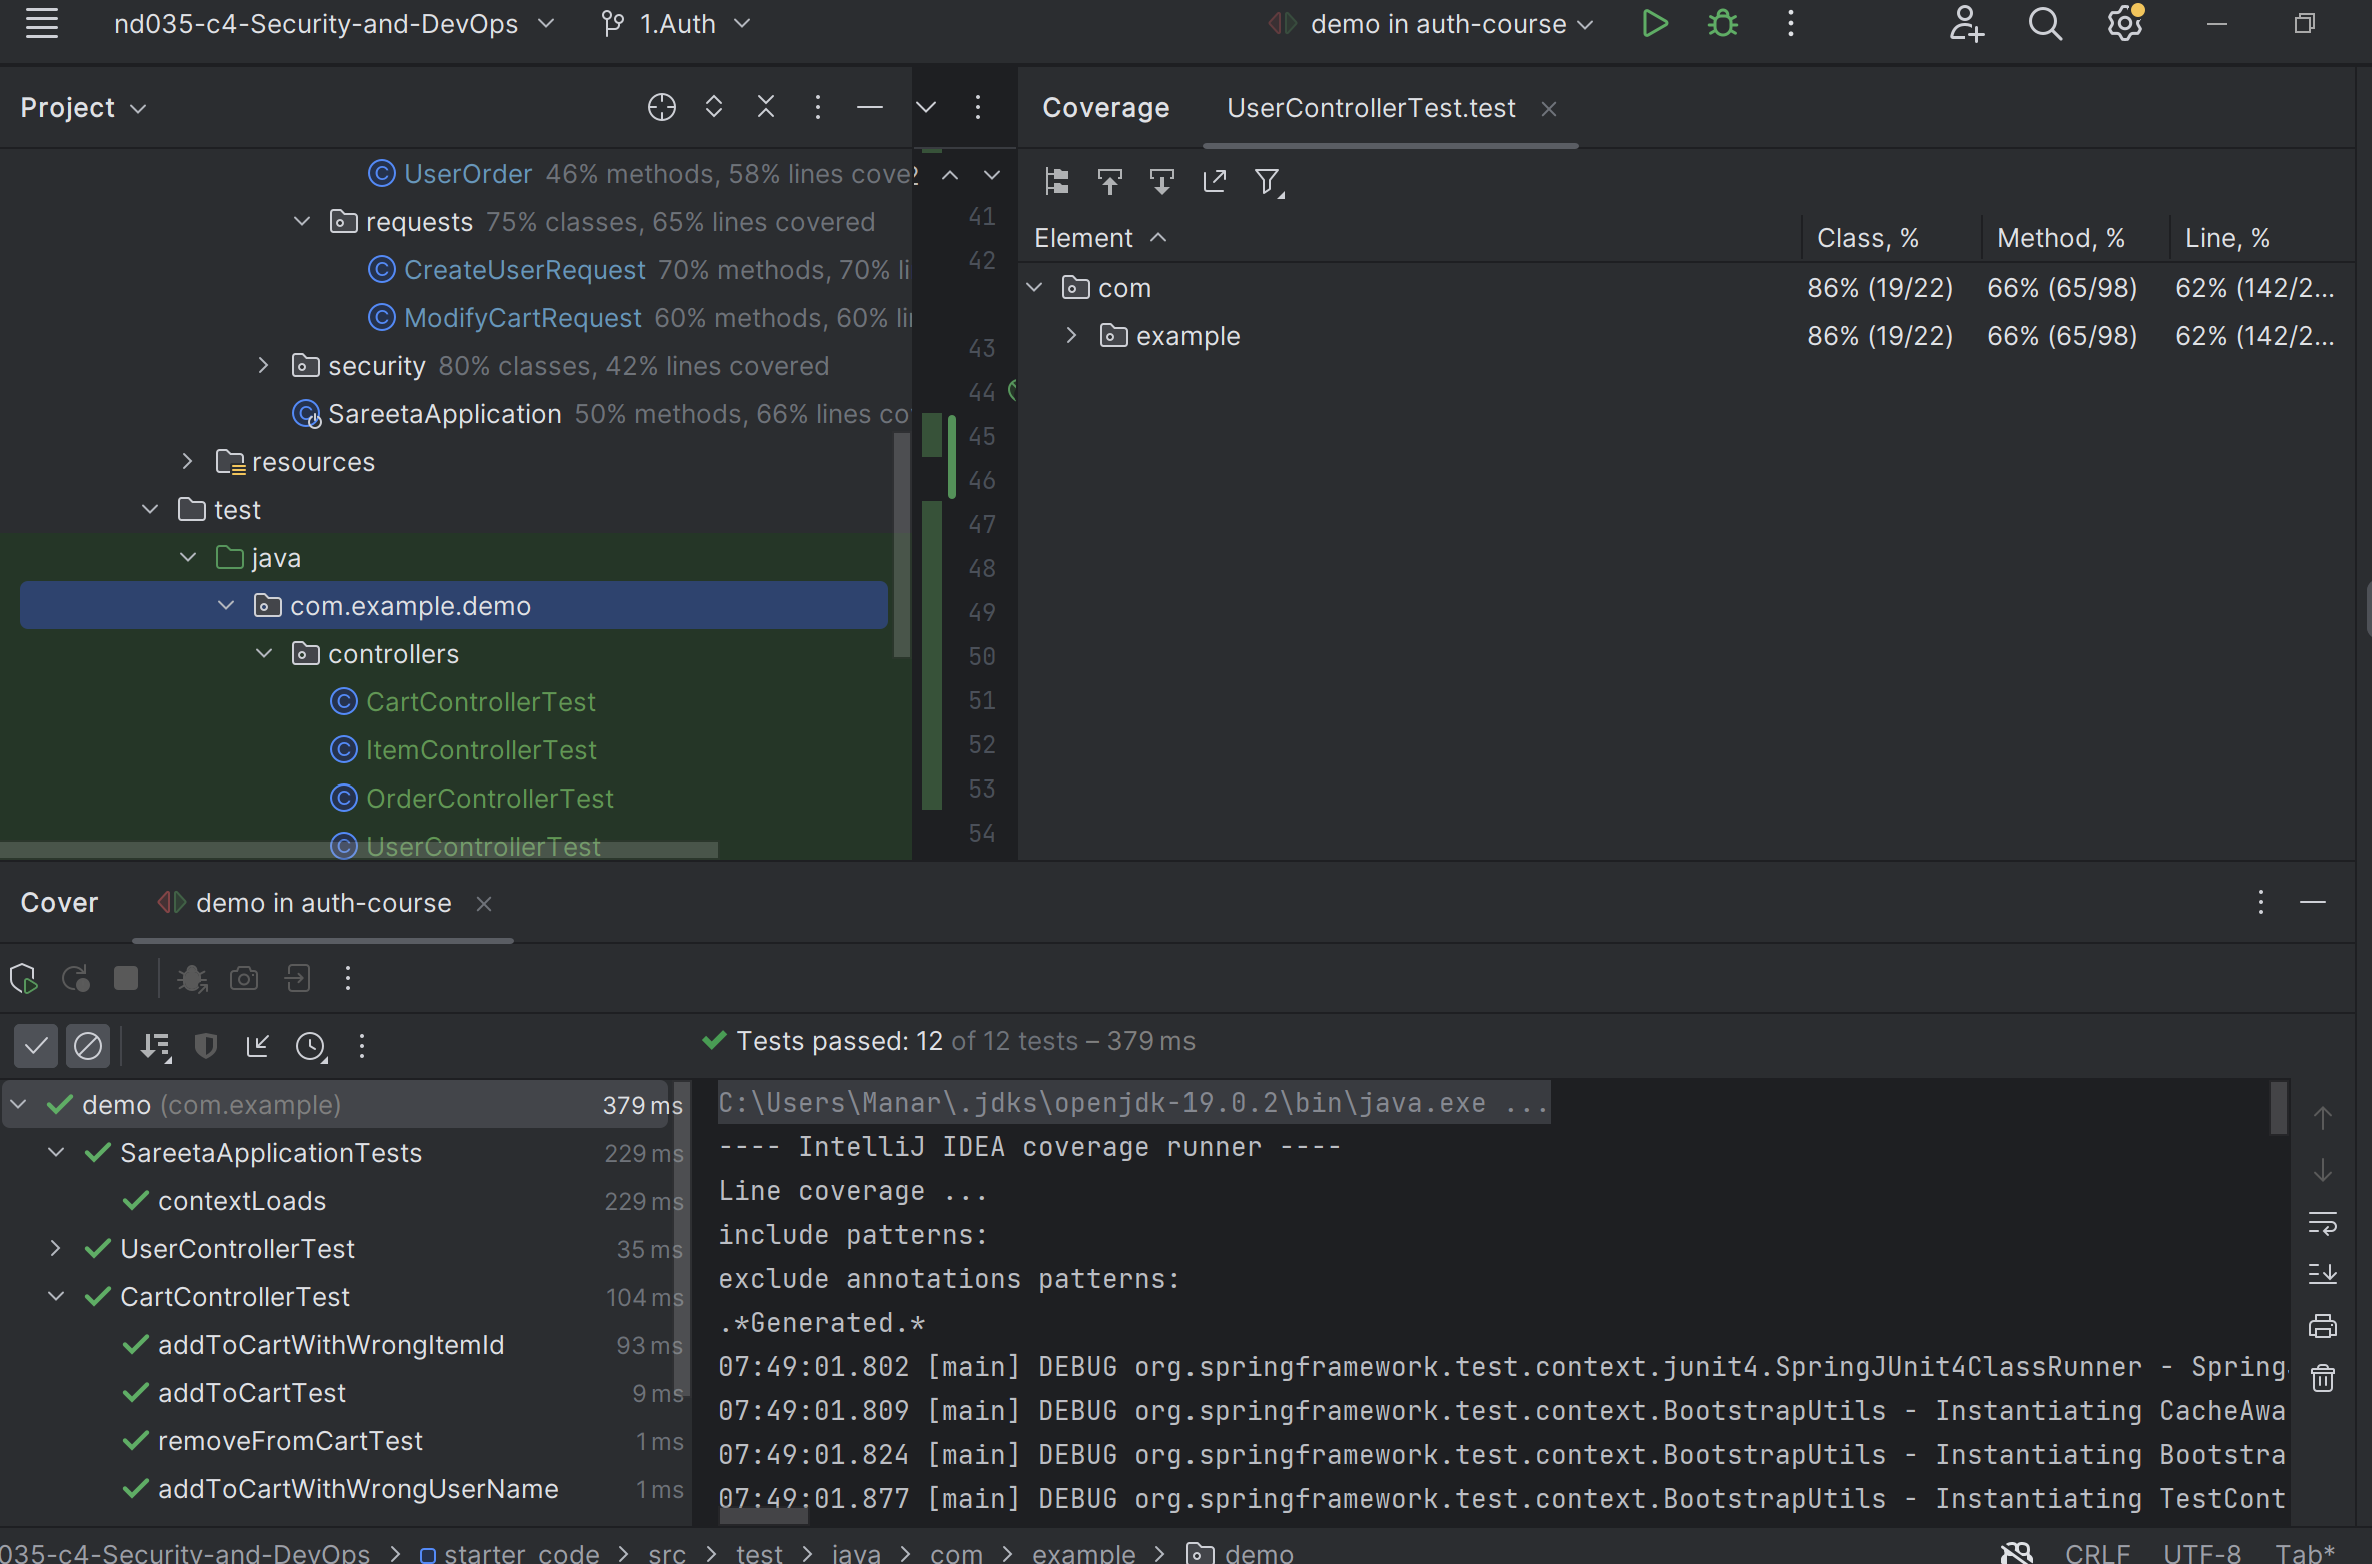 nd035-c4-Security-and-DevOps 1.Auth demo in auth-course
Project
UserOrder 46% methods, 58% lines cove
requests 75% classes, 65% lines covered
CreateUserRequest 70% methods, 70% li
ModifyCartRequest 60% methods, 60% li
security 80% classes, 42% lines covered
SareetaApplication 50% methods, 66% lines co
resources
test
java
com.example.demo
controllers
CartControllerTest
ItemControllerTest
OrderControllerTest
UserControllerTest
41
42
43
44
45
46
47
48
49
50
51
52
53
54
Coverage UserControllerTest.test
Element Class, % Method, % Line, %
com 86% (19/22) 66% (65/98) 62% (142/2...
example 86% (19/22) 66% (65/98) 62% (142/2...
Cover demo in auth-course
Tests passed: 12 of 12 tests – 379 ms
demo (com.example) 379 ms
SareetaApplicationTests 229 ms
contextLoads 229 ms
UserControllerTest 35 ms
CartControllerTest 104 ms
addToCartWithWrongItemId 93 ms
addToCartTest 9 ms
removeFromCartTest 1 ms
addToCartWithWrongUserName 1 ms
C:\Users\Manar\.jdks\openjdk-19.0.2\bin\java.exe ...
---- IntelliJ IDEA coverage runner ----
Line coverage ...
include patterns:
exclude annotations patterns:
.*Generated.*
07:49:01.802 [main] DEBUG org.springframework.test.context.junit4.SpringJUnit4ClassRunner - Spring
07:49:01.809 [main] DEBUG org.springframework.test.context.BootstrapUtils - Instantiating CacheAwa
07:49:01.824 [main] DEBUG org.springframework.test.context.BootstrapUtils - Instantiating Bootstra
07:49:01.877 [main] DEBUG org.springframework.test.context.BootstrapUtils - Instantiating TestCont
035-c4-Security-and-DevOps > starter_code > src > test > java > com > example > demo CRLF UTF-8 Tab*